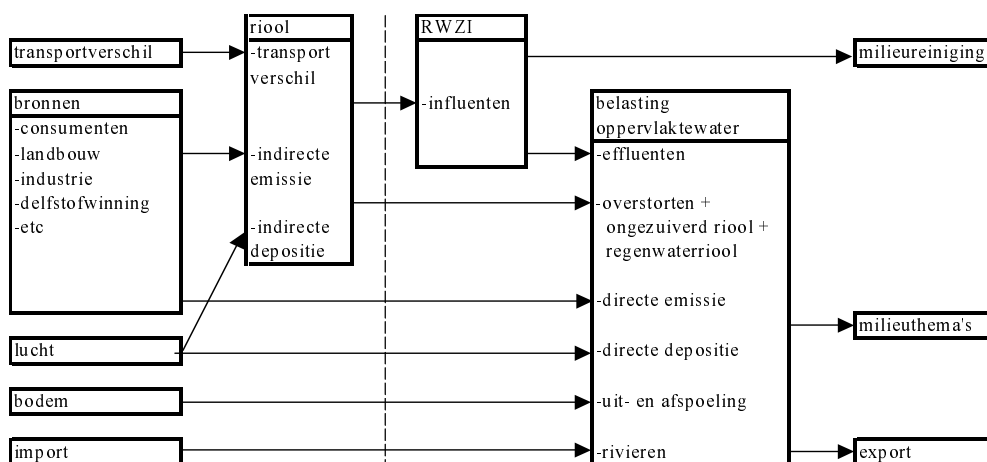 transportverschil
bronnen
-consumenten
-landbouw
-industrie
-delfstofwinning
-etc
lucht
bodem
import
riool
-transport
verschil
-indirecte
emissie
-indirecte
depositie
RWZI
-influenten
belasting
oppervlaktewater
-effluenten
-overstorten +
ongezuiverd riool +
regenwaterriool
-directe emissie
-directe depositie
-uit- en afspoeling
-rivieren
milieureiniging
milieuthema's
export